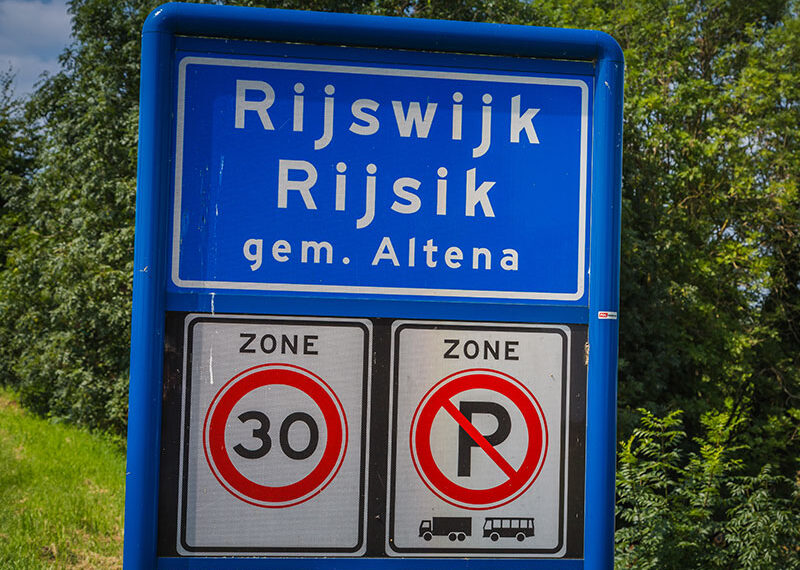 Rijswijk
Rijsik
gem. Altena
ZONE
30
ZONE
P